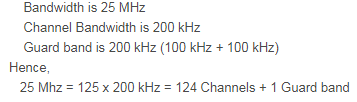 Bandwidth is 25 MHz
Channel Bandwidth is 200 kHz
Guard band is 200 kHz (100 kHz + 100 kHz)
Hence,
25 Mhz = 125 x 200 kHz = 124 Channels + 1 Guard band